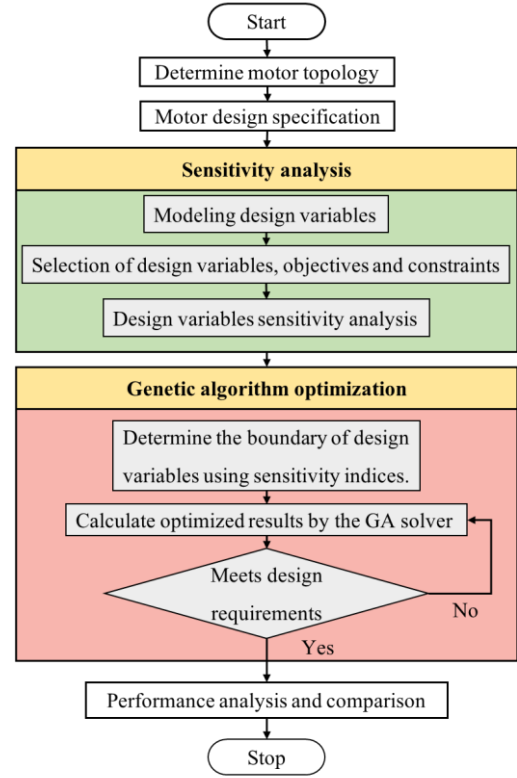 Start
Determine motor topology
Motor design specification
Sensitivity analysis
Modeling design variables
Selection of design variables, objectives and constraints
Design variables sensitivity analysis
Genetic algorithm optimization
Determine the boundary of design
variables using sensitivity indices.
Calculate optimized results by the GA solver
Meets design
requirements
No
Yes
Performance analysis and comparison
Stop